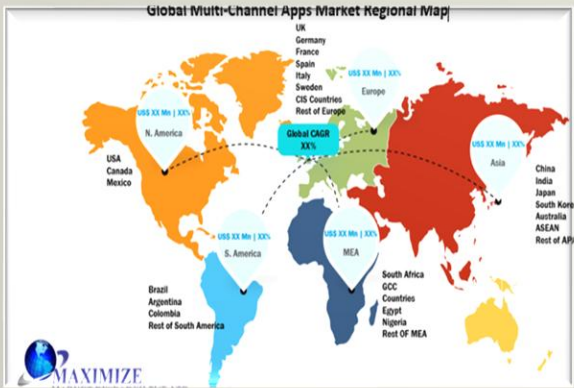 Global Multi-Channel Apps Market Regional Map
UK
Germany
France
Spain
Italy
Sweden
CIS Countries
Rest of Europe
US$ XX Mn | XX%
Europe
US$ XX Mn | XX%
N. America
Global CAGR
XX%
US$ XX Mn | XX%
Asia
USA
Canada
Mexico
China
India
Japan
South Kore
Australia
ASEAN
Rest of AP
US$ XX Mn | XX%
S. America
US$ XX Mn | XX%
MEA
Brazil
Argentina
Colombia
Rest of South America
South Africa
GCC
Countries
Egypt
Nigeria
Rest OF MEA
MAXIMIZE